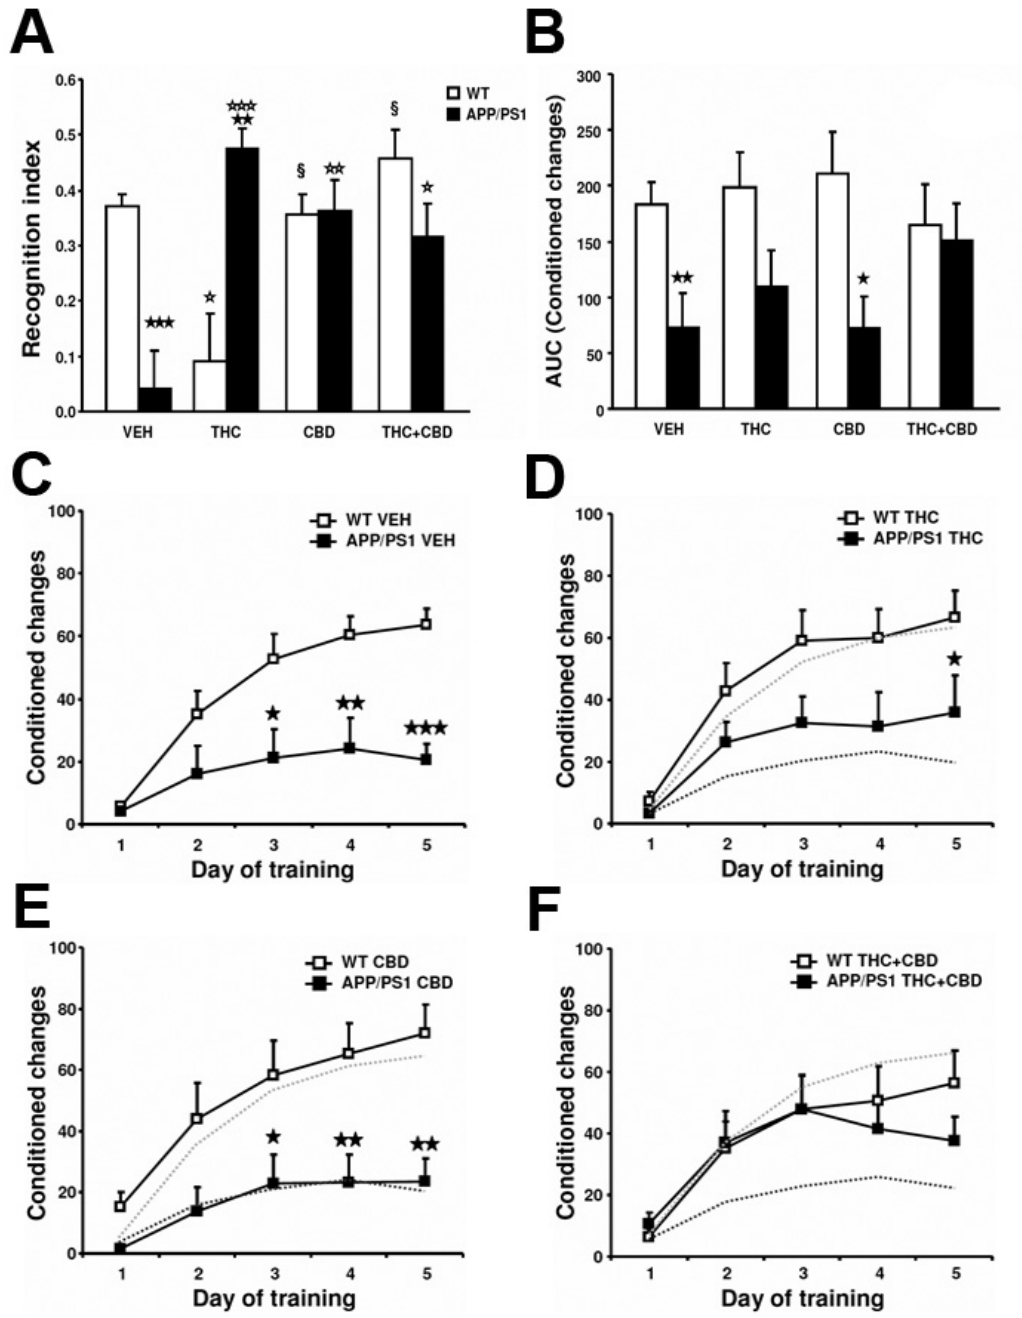 A
0.6
0.5
0.4
0.3
0.2
0.1
0.0
Recognition index
WT
APP/PS1
☆☆☆
★★
★★★
☆
§
☆☆
§
☆
VEH THC CBD THC+CBD
B
300
250
200
150
100
50
0
AUC (Conditioned changes)
★★
★
VEH THC CBD THC+CBD
C
100
80
60
40
20
0
Conditioned changes
WT VEH
APP/PS1 VEH
★
★★
★★★
1 2 3 4 5
Day of training
D
100
80
60
40
20
0
Conditioned changes
WT THC
APP/PS1 THC
★
1 2 3 4 5
Day of training
E
100
80
60
40
20
0
Conditioned changes
WT CBD
APP/PS1 CBD
★
★★
★★
1 2 3 4 5
Day of training
F
100
80
60
40
20
0
Conditioned changes
WT THC+CBD
APP/PS1 THC+CBD
1 2 3 4 5
Day of training